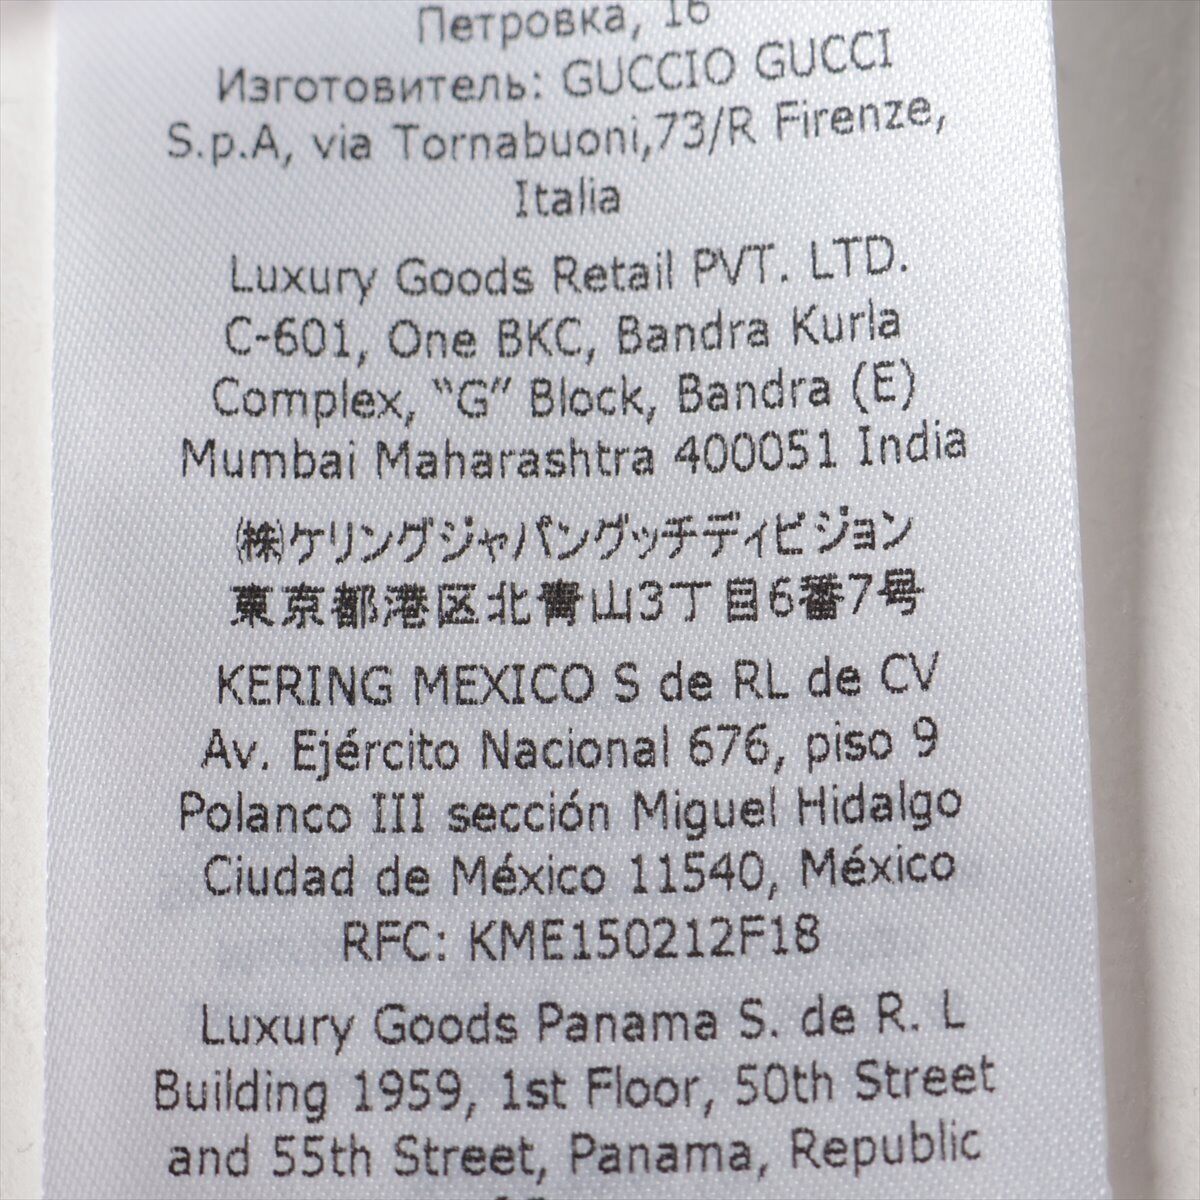 Петровка, 16
Изготовитель: GUCCIO GUCCI
S.p.A, via Tornabuoni,73/R Firenze,
Italia
Luxury Goods Retail PVT. LTD.
C-601, One BKC, Bandra Kurla
Complex, “G” Block, Bandra (E)
Mumbai Maharashtra 400051 India
㈱ケリングジャパングッチディビジョン
東京都港区北青山3丁目6番7号
KERING MEXICO S de RL de CV
Av. Ejército Nacional 676, piso 9
Polanco III sección Miguel Hidalgo
Ciudad de México 11540, México
RFC: KME150212F18
Luxury Goods Panama S. de R. L
Building 1959, 1st Floor, 50th Street
and 55th Street, Panama, Republic